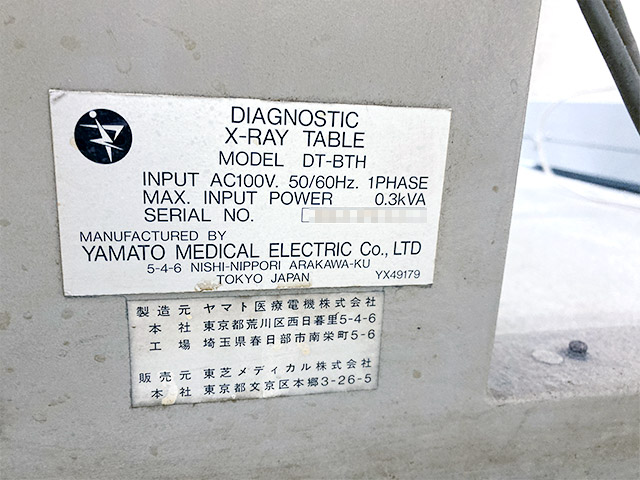 DIAGNOSTIC
X-RAY TABLE
MODEL DT-BTH
INPUT AC100V. 50/60Hz. 1PHASE
MAX. INPUT POWER 0.3kVA
SERIAL NO.
MANUFACTURED BY
YAMATO MEDICAL ELECTRIC Co., LTD
5-4-6 NISHI-NIPPORI ARAKAWA-KU
TOKYO JAPAN YX49179
製造元 ヤマト医療電機株式会社
本社 東京都荒川区西日暮里5-4-6
工場 埼玉県春日部市南栄町5-6
販売元 東芝メディカル株式会社
本社 東京都文京区本郷3-26-5